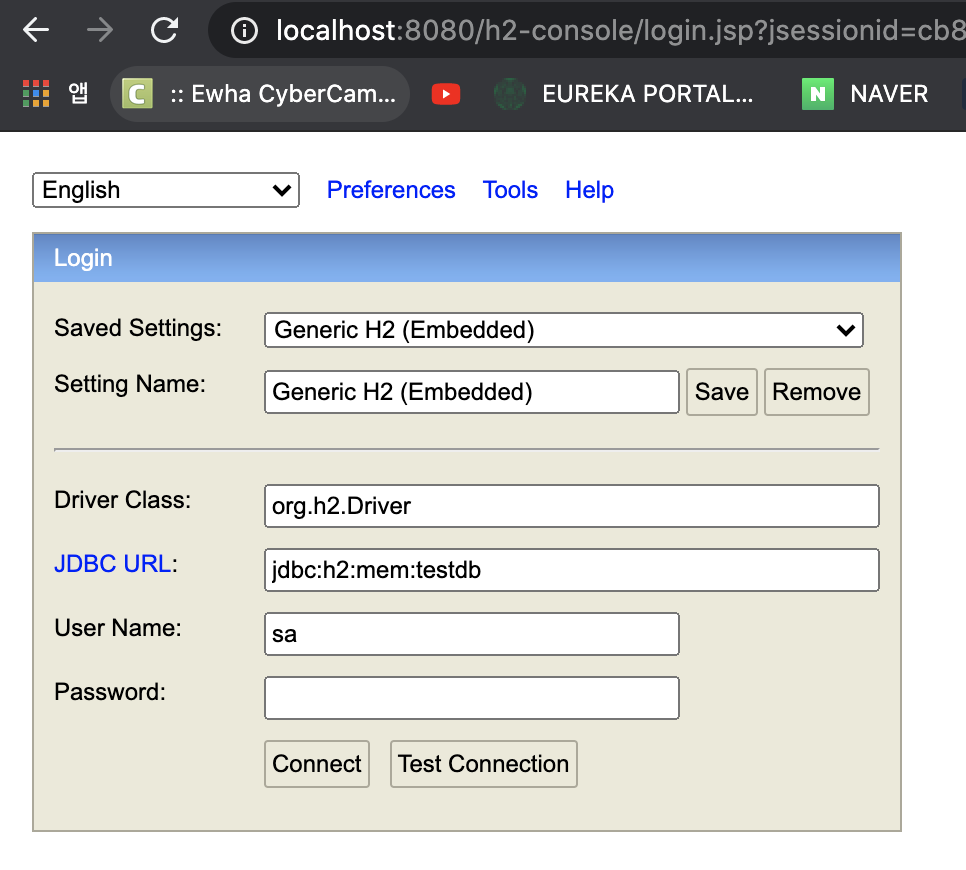 localhost:8080/h2-console/login.jsp?jsessionid=cb8
앱 C :: Ewha CyberCam... EUREKA PORTAL... N NAVER
English Preferences Tools Help
Login
Saved Settings: Generic H2 (Embedded)
Setting Name: Generic H2 (Embedded) Save Remove
Driver Class: org.h2.Driver
JDBC URL: jdbc:h2:mem:testdb
User Name: sa
Password:
Connect Test Connection